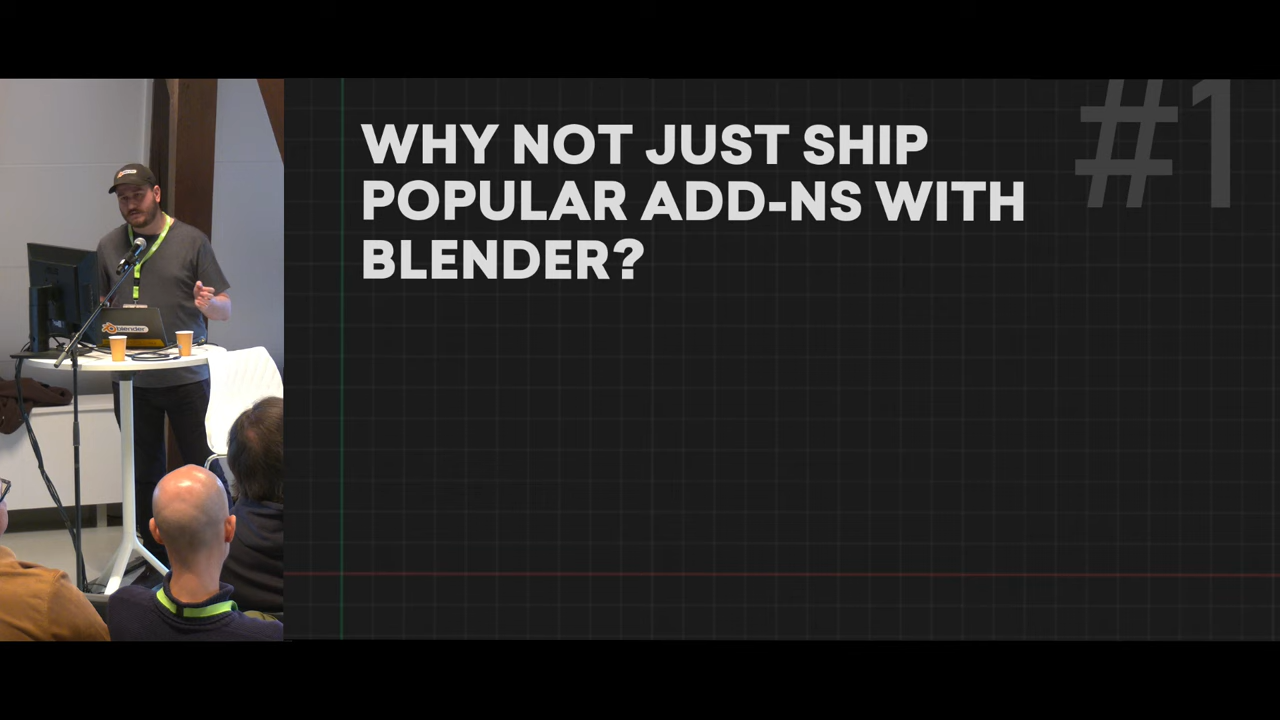 #1
WHY NOT JUST SHIP
POPULAR ADD-NS WITH
BLENDER?
blender